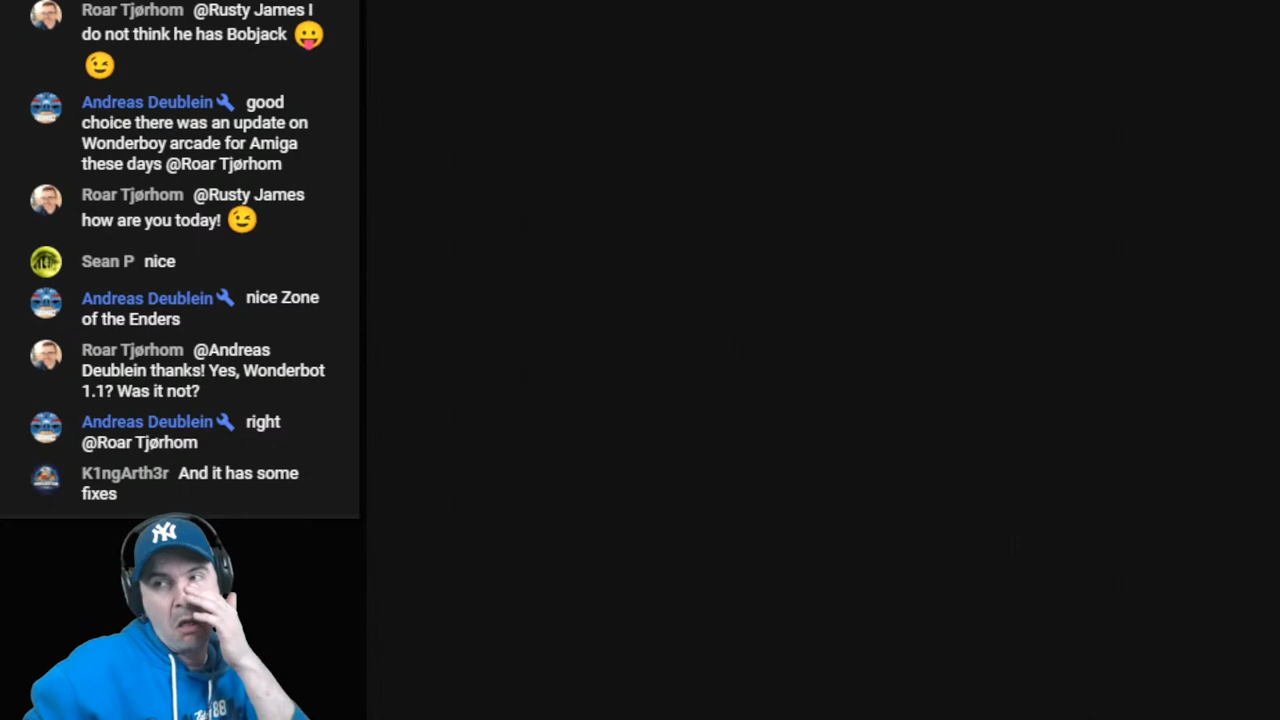 Roar Tjørhom @Rusty James I
do not think he has Bobjack 😛
😉
Andreas Deublein good
choice there was an update on
Wonderboy arcade for Amiga
these days @Roar Tjørhom
Roar Tjørhom @Rusty James
how are you today! 😉
Sean P nice
Andreas Deublein nice Zone
of the Enders
Roar Tjørhom @Andreas
Deublein thanks! Yes, Wonderbot
1.1? Was it not?
Andreas Deublein right
@Roar Tjørhom
K1ngArth3r And it has some
fixes
NY
88